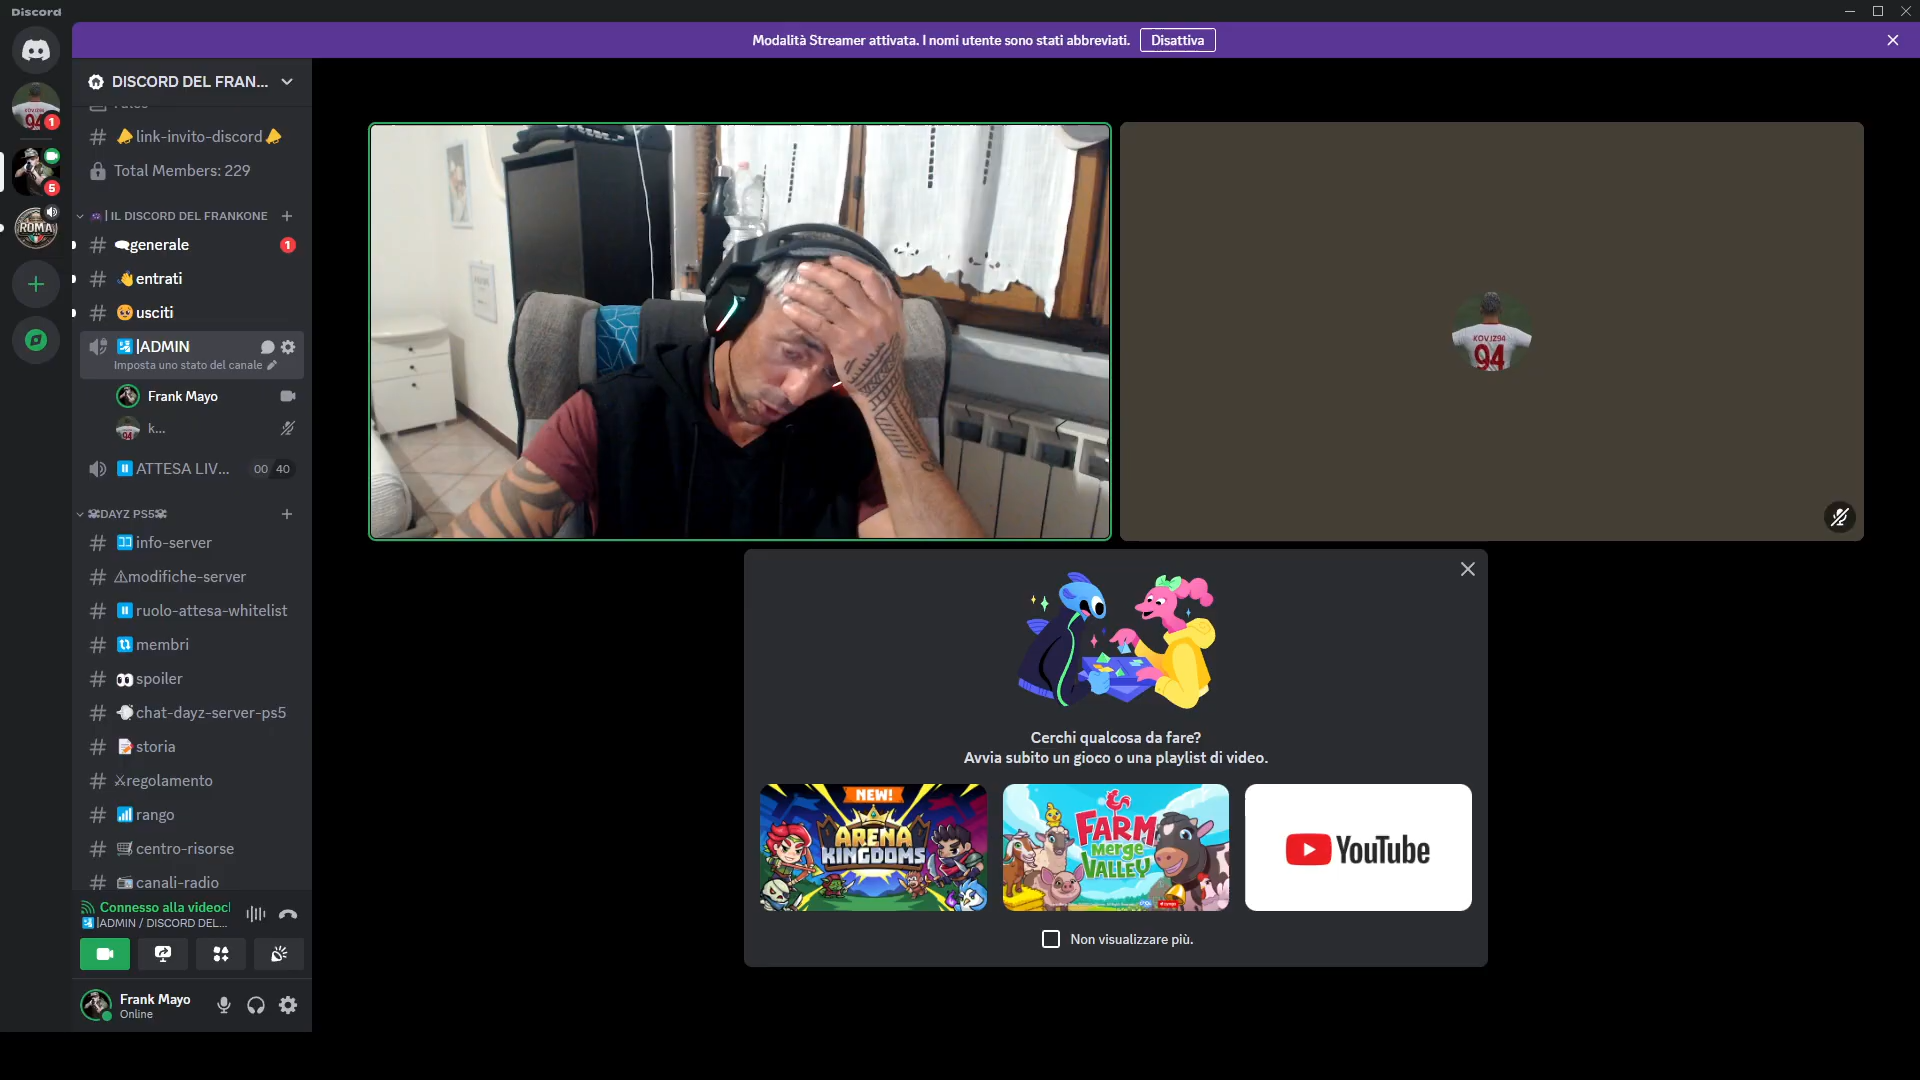 Discord
Modalità Streamer attivata. I nomi utente sono stati abbreviati.
Disattiva
DISCORD DEL FRAN...
link-invito-discord
Total Members: 229
| IL DISCORD DEL FRANKONE
generale
1
entrati
usciti
|ADMIN
Imposta uno stato del canale
Frank Mayo
k...
ATTESA LIV...
00 40
DAYZ PS5
info-server
modifiche-server
ruolo-attesa-whitelist
membri
spoiler
chat-dayz-server-ps5
storia
regolamento
rango
centro-risorse
canali-radio
Connesso alla videoc
|ADMIN / DISCORD DEL...
Frank Mayo
Online
1
5
ROMA
KOVJZ94
94
Cerchi qualcosa da fare?
Avvia subito un gioco o una playlist di video.
NEW!
ARENA
KINGDOMS
FARM
Merge
VALLEY
YouTube
Non visualizzare più.